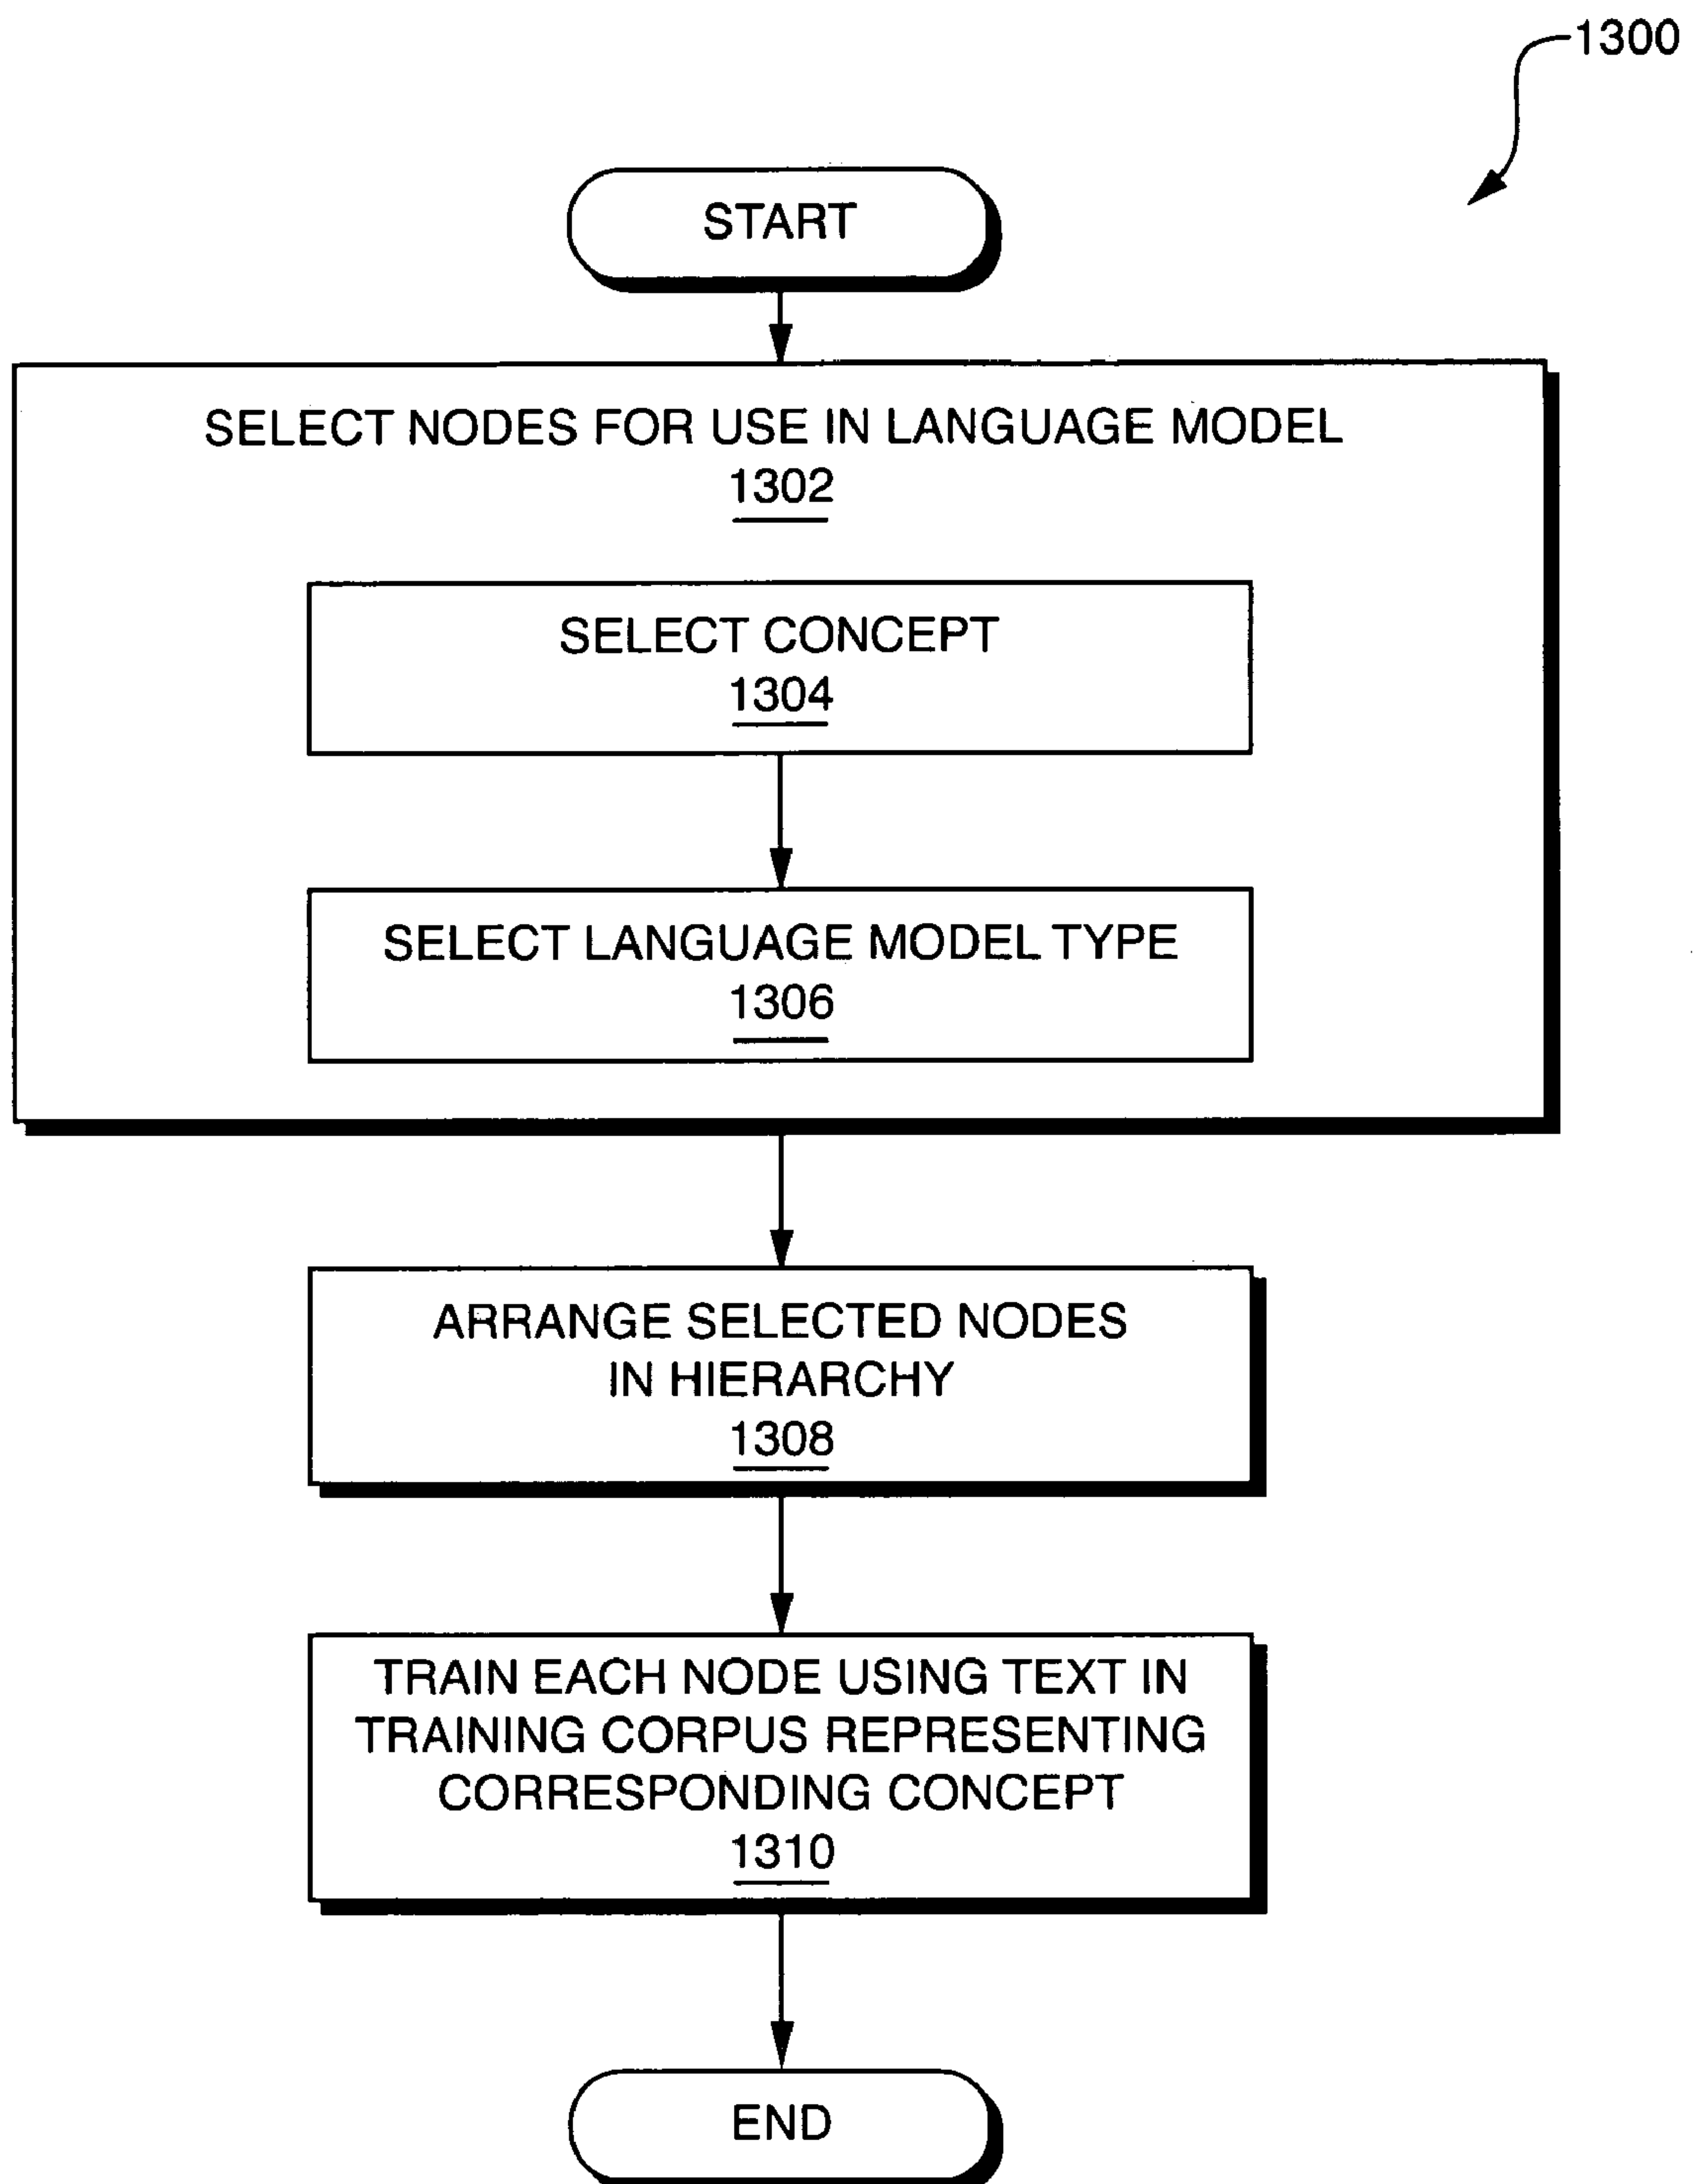 1300
START
SELECT NODES FOR USE IN LANGUAGE MODEL
1302
SELECT CONCEPT
1304
SELECT LANGUAGE MODEL TYPE
1306
ARRANGE SELECTED NODES
IN HIERARCHY
1308
TRAIN EACH NODE USING TEXT IN
TRAINING CORPUS REPRESENTING
CORRESPONDING CONCEPT
1310
END